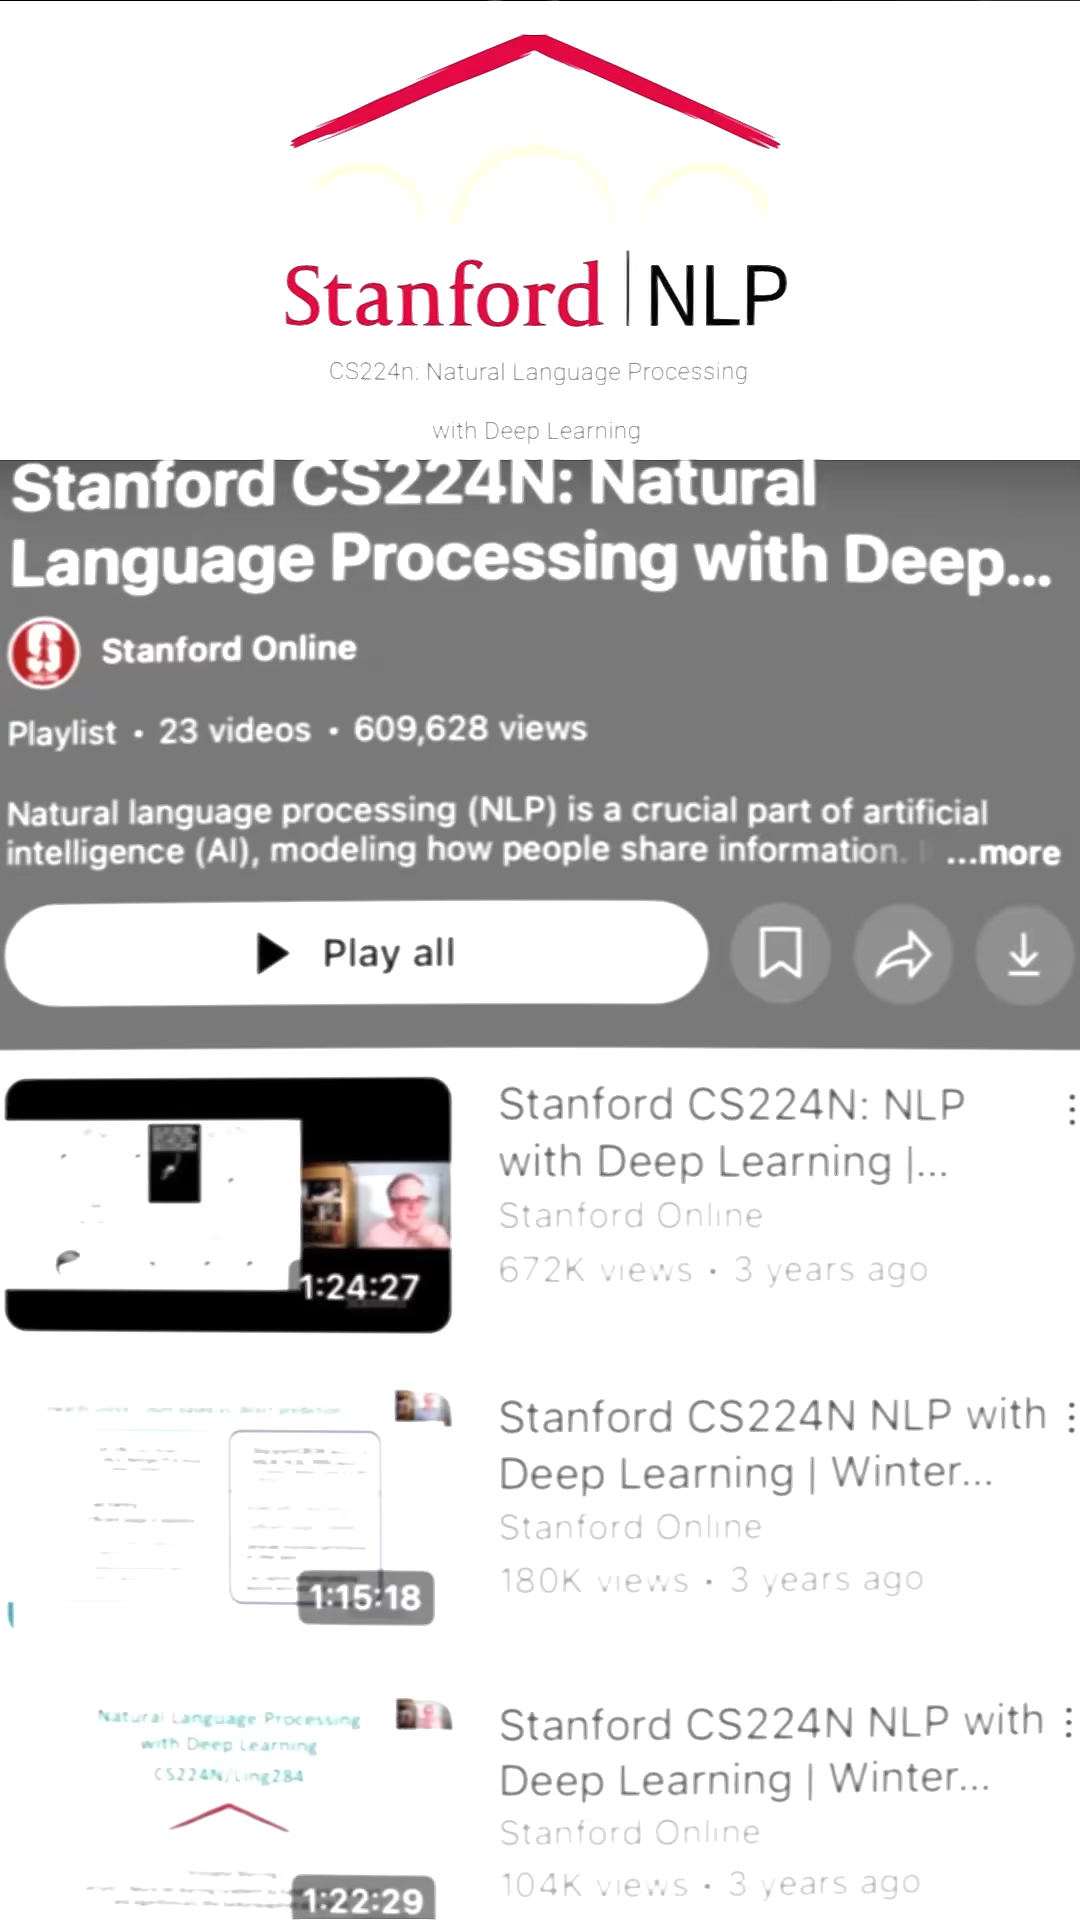 Stanford NLP
CS224n: Natural Language Processing
with Deep Learning
Stanford CS224N: Natural
Language Processing with Deep...
Stanford Online
Playlist • 23 videos • 609,628 views
Natural language processing (NLP) is a crucial part of artificial
intelligence (AI), modeling how people share information. ...more
Play all
Stanford CS224N: NLP
with Deep Learning |...
Stanford Online
672K views • 3 years ago
1:24:27
Stanford CS224N NLP with
Deep Learning | Winter...
Stanford Online
180K views • 3 years ago
1:15:18
Natural Language Processing
with Deep Learning
CS224N/Ling284
1:22:29
Stanford CS224N NLP with
Deep Learning | Winter...
Stanford Online
104K views • 3 years ago